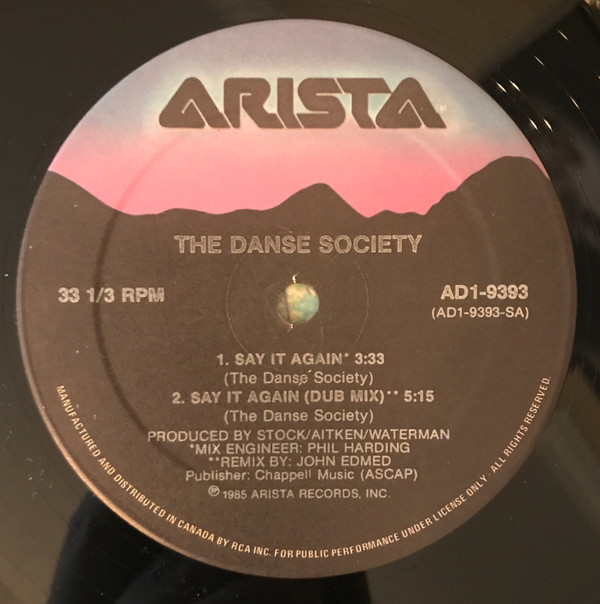 ARISTA™
THE DANSE SOCIETY
33 1/3 RPM
AD1-9393
(AD1-9393-SA)
1. SAY IT AGAIN* 3:33
(The Danse Society)
2. SAY IT AGAIN (DUB MIX)** 5:15
(The Danse Society)
PRODUCED BY STOCK/AITKEN/WATERMAN
*MIX ENGINEER: PHIL HARDING
**REMIX BY: JOHN EDMED
Publisher: Chappell Music (ASCAP)
℗ 1985 ARISTA RECORDS, INC.
MANUFACTURED AND DISTRIBUTED IN CANADA BY RCA INC. FOR PUBLIC PERFORMANCE UNDER LICENSE ONLY. ALL RIGHTS RESERVED.